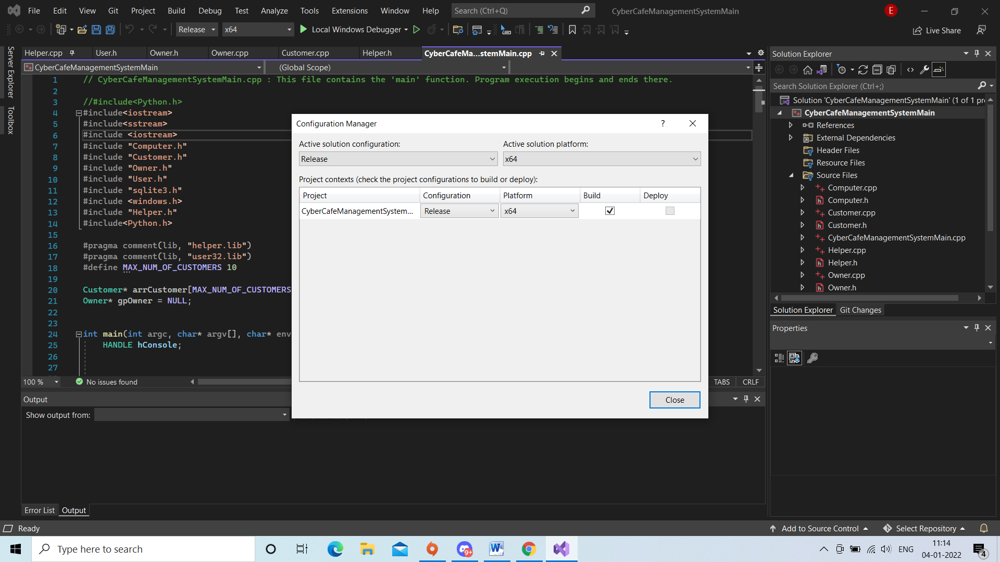 File Edit View Git Project Build Debug Test Analyze Tools Extensions Window Help Search (Ctrl+Q) CyberCafeManagementSystemMain E
Release x64 Local Windows Debugger Live Share
Server Explorer
Toolbox
Helper.cpp User.h Owner.h Owner.cpp Customer.cpp Helper.h CyberCafeMa...stemMain.cpp
CyberCafeManagementSystemMain (Global Scope)
1 // CyberCafeManagementSystemMain.cpp : This file contains the 'main' function. Program execution begins and ends there.
2
3 //#include<Python.h>
4 #include<iostream>
5 #include<sstream>
6 #include <iostream>
7 #include "Computer.h"
8 #include "Customer.h"
9 #include "Owner.h"
10 #include "User.h"
11 #include "sqlite3.h"
12 #include <windows.h>
13 #include "Helper.h"
14 #include<Python.h>
15
16 #pragma comment(lib, "helper.lib")
17 #pragma comment(lib, "user32.lib")
18 #define MAX_NUM_OF_CUSTOMERS 10
19
20 Customer* arrCustomer[MAX_NUM_OF_CUSTOMERS
21 Owner* gpOwner = NULL;
22
23
24 int main(int argc, char* argv[], char* env
25 HANDLE hConsole;
26
27
100 % No issues found TABS CRLF
Configuration Manager ?
Active solution configuration: Active solution platform:
Release x64
Project contexts (check the project configurations to build or deploy):
Project Configuration Platform Build Deploy
CyberCafeManagementSystem... Release x64
Close
Output
Show output from:
Error List Output
Solution Explorer
Search Solution Explorer (Ctrl+;)
Solution 'CyberCafeManagementSystemMain' (1 of 1 pr
CyberCafeManagementSystemMain
References
External Dependencies
Header Files
Resource Files
Source Files
Computer.cpp
Computer.h
Customer.cpp
Customer.h
CyberCafeManagementSystemMain.cpp
Helper.cpp
Helper.h
Owner.cpp
Owner.h
Solution Explorer Git Changes
Properties
Ready Add to Source Control Select Repository
Type here to search 9+ ENG 11:14
04-01-2022 4